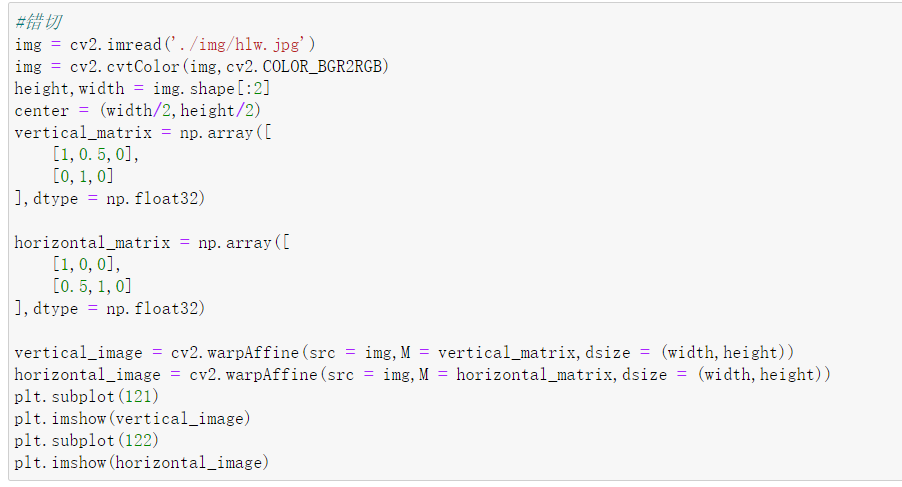 #错切
img = cv2.imread('./img/hlw.jpg')
img = cv2.cvtColor(img,cv2.COLOR_BGR2RGB)
height,width = img.shape[:2]
center = (width/2,height/2)
vertical_matrix = np.array([
    [1,0.5,0],
    [0,1,0]
],dtype = np.float32)

horizontal_matrix = np.array([
    [1,0,0],
    [0.5,1,0]
],dtype = np.float32)

vertical_image = cv2.warpAffine(src = img,M = vertical_matrix,dsize = (width,height))
horizontal_image = cv2.warpAffine(src = img,M = horizontal_matrix,dsize = (width,height))
plt.subplot(121)
plt.imshow(vertical_image)
plt.subplot(122)
plt.imshow(horizontal_image)